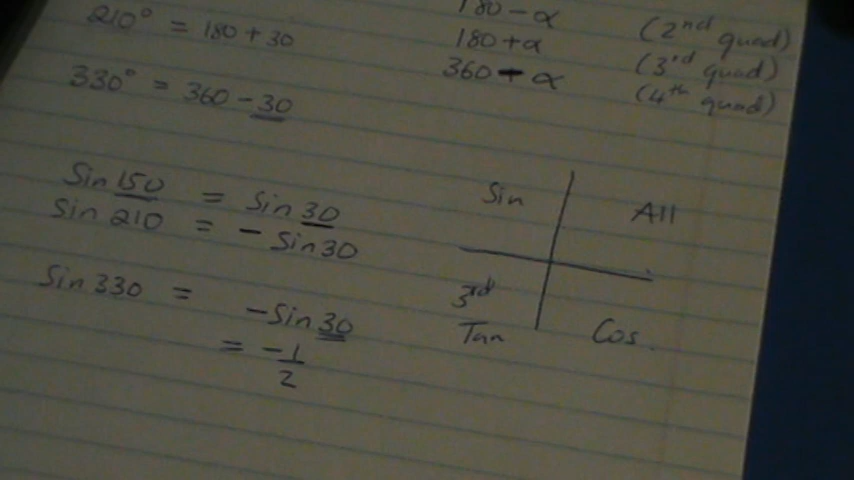 210° = 180 + 30
180 - α (2nd quad)
180 + α (3rd quad)
330° = 360 - 30
360 - α (4th quad)
Sin 150 = Sin 30
Sin 210 = - Sin 30
Sin 330 = - Sin 30
= -1/2
Sin All
3rd
Tan Cos